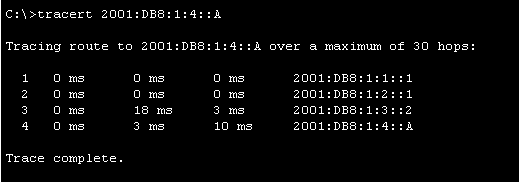 C:\>tracert 2001:DB8:1:4::A
Tracing route to 2001:DB8:1:4::A over a maximum of 30 hops:
1 0 ms 0 ms 0 ms 2001:DB8:1:1::1
2 0 ms 0 ms 0 ms 2001:DB8:1:2::1
3 0 ms 18 ms 3 ms 2001:DB8:1:3::2
4 0 ms 3 ms 10 ms 2001:DB8:1:4::A
Trace complete.